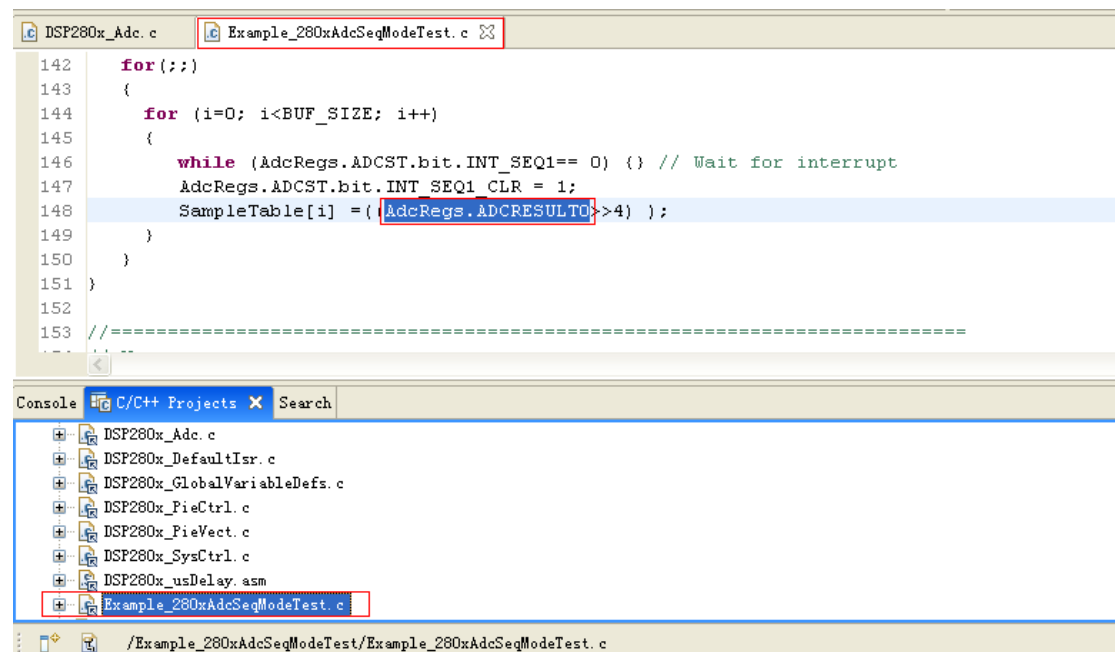 DSP280x_Adc.c Example_280xAdcSeqModeTest.c
142 for(;;)
143 {
144 for (i=0; i<BUF_SIZE; i++)
145 {
146 while (AdcRegs.ADCST.bit.INT_SEQ1== 0) {} // Wait for interrupt
147 AdcRegs.ADCST.bit.INT_SEQ1_CLR = 1;
148 SampleTable[i] =((AdcRegs.ADCRESULT0>>4) );
149 }
150 }
151 }
152
153 //===========================================================================
Console C/C++ Projects Search
DSP280x_Adc.c
DSP280x_DefaultIsr.c
DSP280x_GlobalVariableDefs.c
DSP280x_PieCtrl.c
DSP280x_PieVect.c
DSP280x_SysCtrl.c
DSP280x_usDelay.asm
Example_280xAdcSeqModeTest.c
/Example_280xAdcSeqModeTest/Example_280xAdcSeqModeTest.c